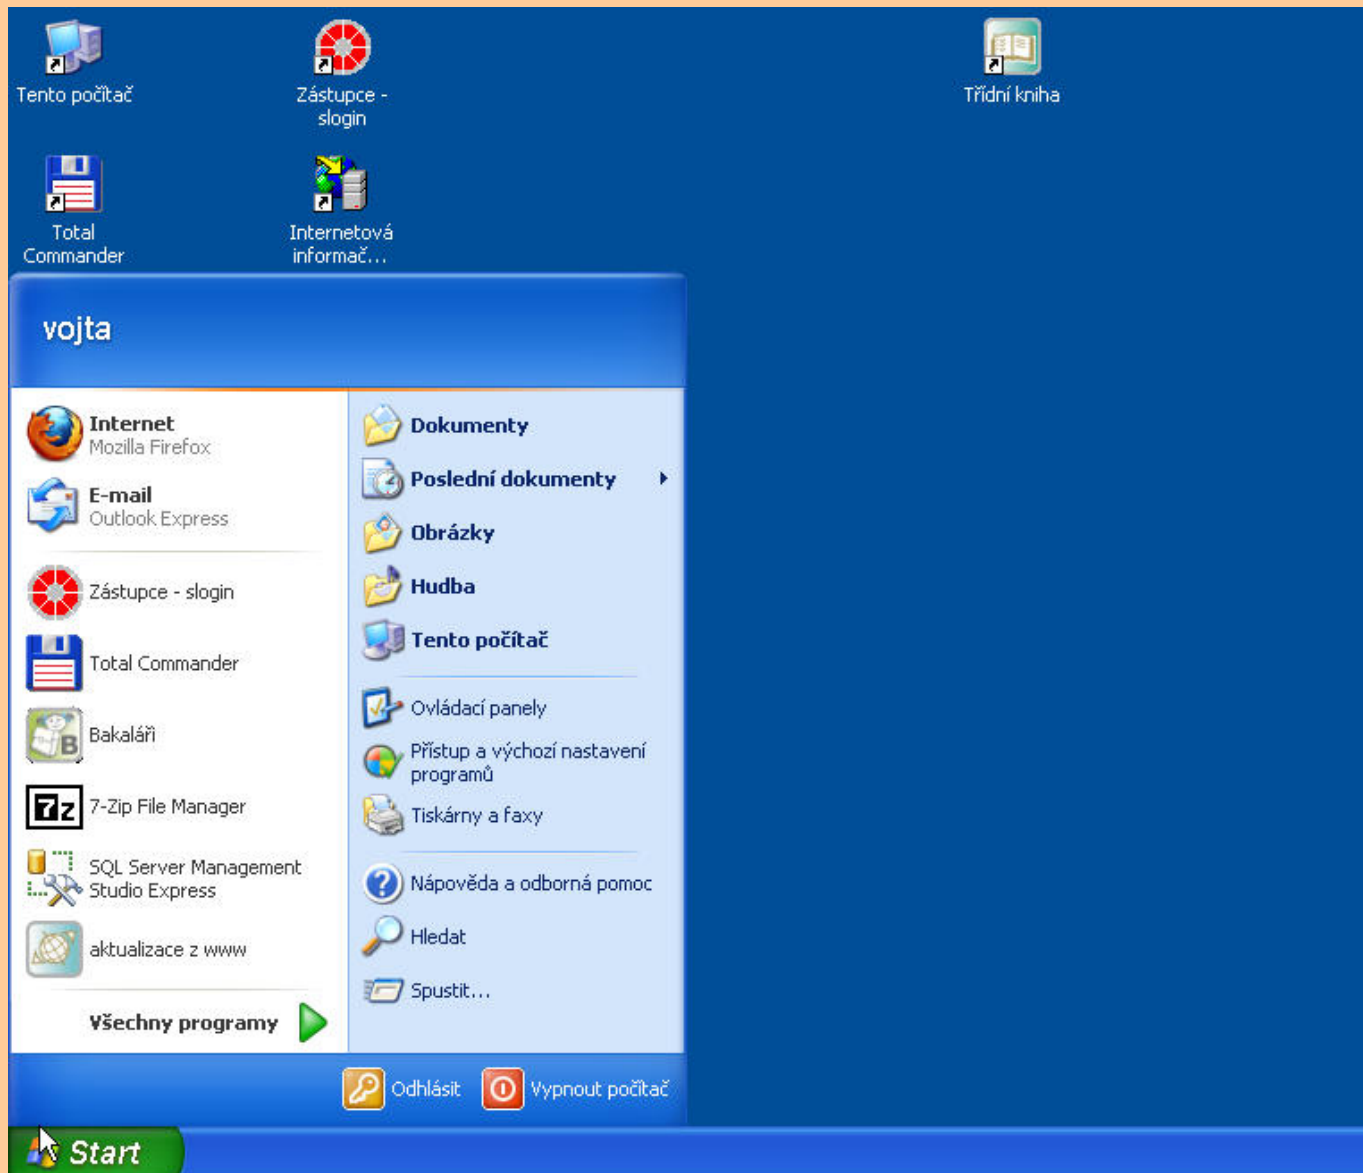 Tento počítač
Zástupce -
slogin
Třídní kniha
Total
Commander
Internetová
informač...
vojta
Internet
Mozilla Firefox
E-mail
Outlook Express
Zástupce - slogin
Total Commander
Bakaláři
7-Zip File Manager
SQL Server Management
Studio Express
aktualizace z www
Všechny programy
Dokumenty
Poslední dokumenty
Obrázky
Hudba
Tento počítač
Ovládací panely
Přístup a výchozí nastavení
programů
Tiskárny a faxy
Nápověda a odborná pomoc
Hledat
Spustit...
Odhlásit
Vypnout počítač
Start